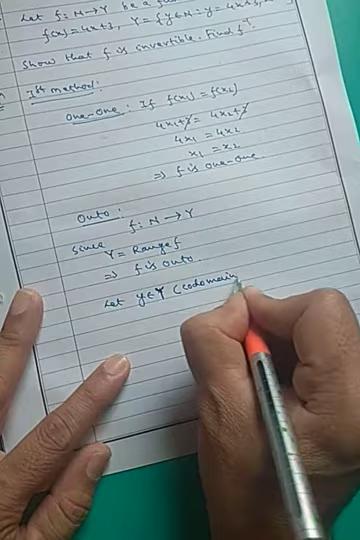 Let f: N→Y be a
f(x) = 4x+3, Y = {y∈N: y = 4x+3,
Show that f is invertible. Find f⁻¹
Iˢᵗ method:
One-One: If f(x₁) = f(x₂)
4x₁+3 = 4x₂+3
4x₁ = 4x₂
x₁ = x₂
⇒ f is one-one
Onto:
f: N → Y
Since
Y = Range f
⇒ f is onto.
Let y∈Y (codomain